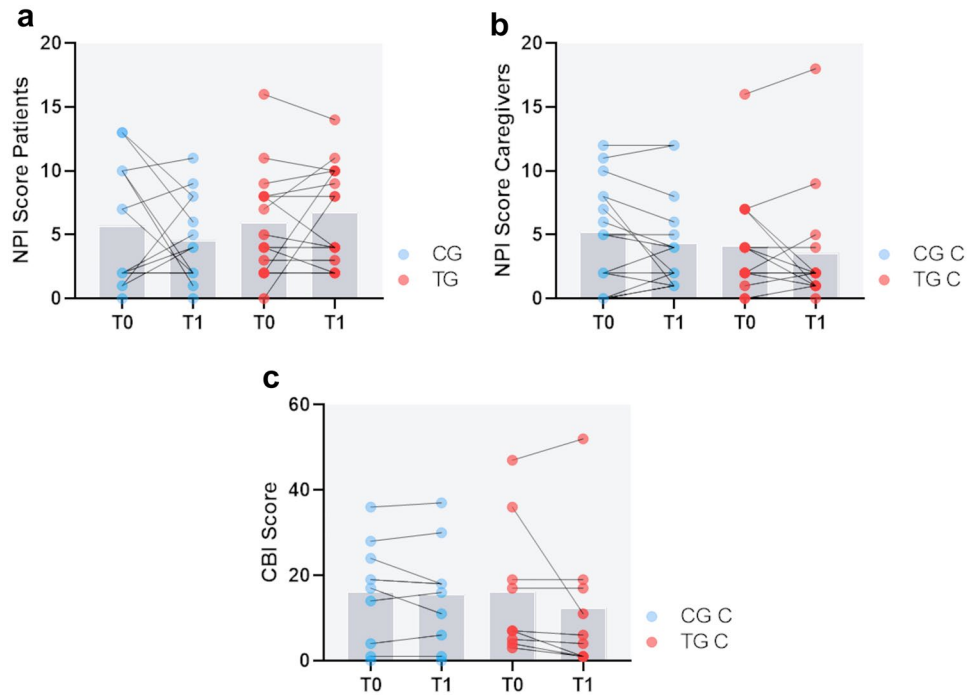 a
NPI Score Patients
20
15
10
5
0
T0 T1 T0 T1
CG
TG
b
NPI Score Caregivers
20
15
10
5
0
T0 T1 T0 T1
CG C
TG C
c
CBI Score
60
40
20
0
T0 T1 T0 T1
CG C
TG C